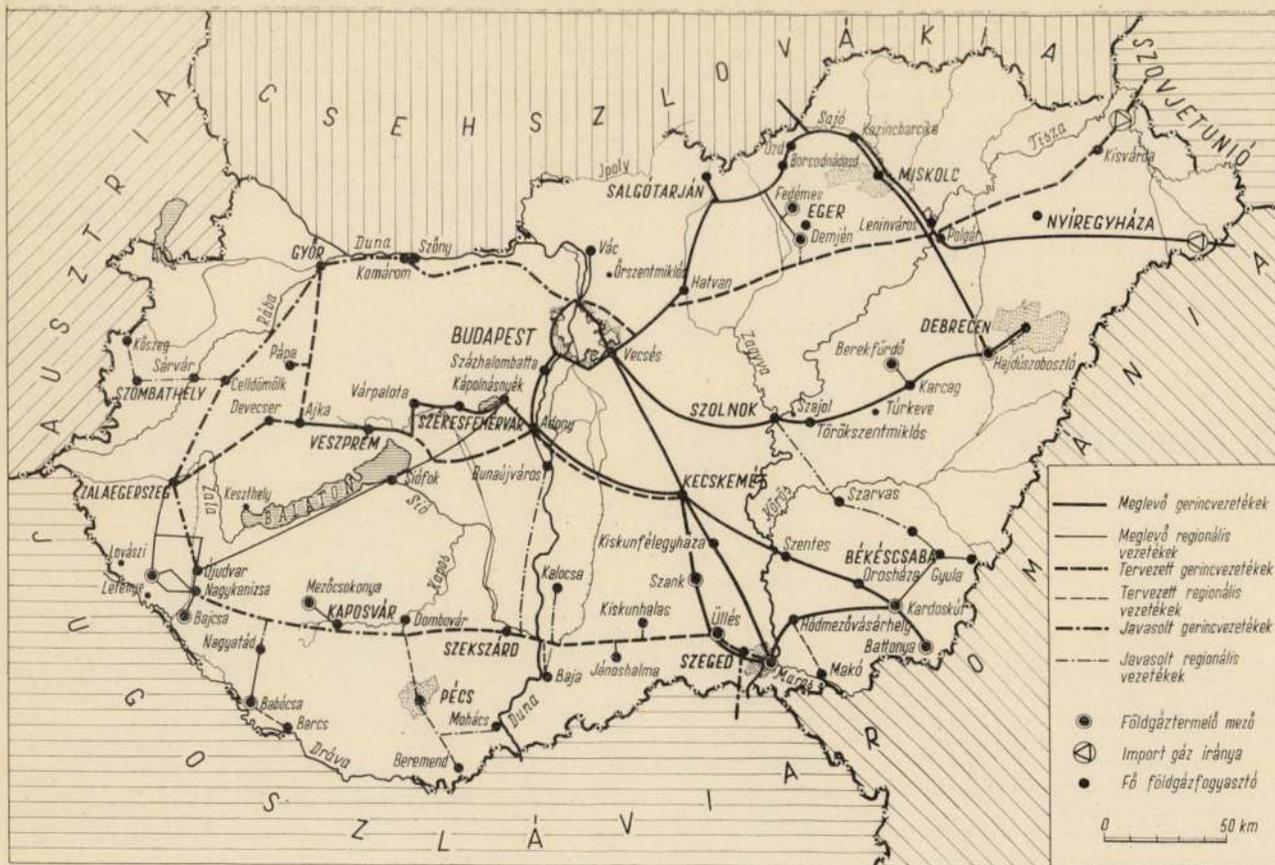 AUSZTRIA
CSEHSZLOVÁKIA
SZOVJETUNIÓ
ROMÁNIA
JUGOSZLÁVIA
Sajó
Kazincbarcika
Ózd
Borsodnádasd
MISKOLC
Tisza
Kisvárda
Ipoly
SALGÓTARJÁN
Fedémes
EGER
Demjén
Leninváros
Polgár
NYÍREGYHÁZA
GYŐR
Duna
Szőny
Komárom
Vác
Őrszentmiklós
Hatvan
Rába
BUDAPEST
Vecsés
DEBRECEN
Hajdúszoboszló
Berekfürdő
Karcag
Kőszeg
Sárvár
SZOMBATHELY
Celldömölk
Pápa
Százhalombatta
Kápolnásnyék
Várpalota
Zagyva
SZOLNOK
Szajol
Túrkeve
Törökszentmiklós
Devecser
Ajka
VESZPRÉM
SZÉKESFEHÉRVÁR
Adony
Dunaújváros
ZALAEGERSZEG
Zala
Keszthely
BALATON
Siófok
Sió
KECSKEMÉT
Körös
Szarvas
Lovászi
Letenye
Újudvar
Nagykanizsa
Bajcsa
Mezőcsokonya
KAPOSVÁR
Kapos
Dombóvár
Kalocsa
Kiskunfélegyháza
Szank
Szentes
BÉKÉSCSABA
Gyula
Orosháza
Kardoskút
Kiskunhalas
Üllés
Hódmezővásárhely
Battonya
Nagyatád
SZEKSZÁRD
Jánoshalma
SZEGED
Maros
Makó
Babócsa
Barcs
PÉCS
Baja
Mohács
Duna
Dráva
Beremend
Meglevő gerincvezetékek
Meglevő regionális
vezetékek
Tervezett gerincvezetékek
Tervezett regionális
vezetékek
Javasolt gerincvezetékek
Javasolt regionális
vezetékek
Földgáztermelő mező
Import gáz iránya
Fő földgázfogyasztó
0 50 km